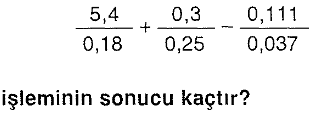 5,4/0,18 + 0,3/0,25 − 0,111/0,037
işleminin sonucu kaçtır?